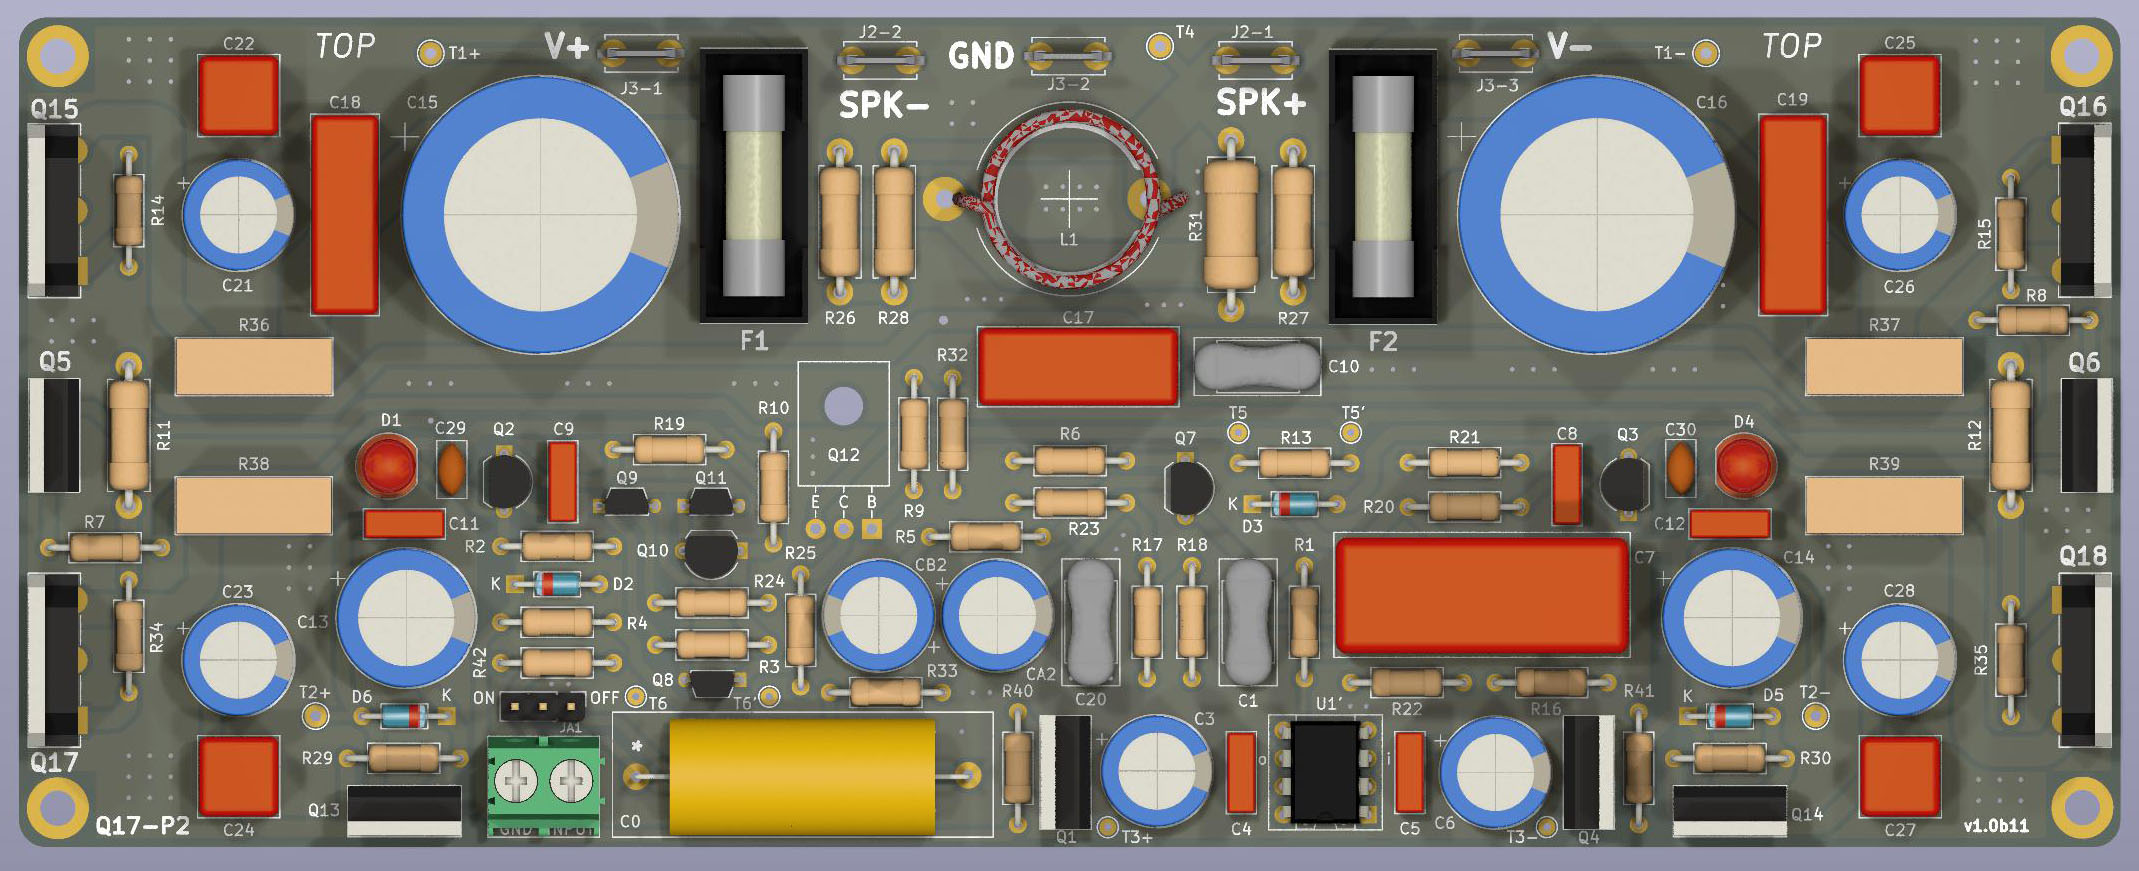 C22
TOP
T1+
V+
J3-1
J2-2
SPK-
GND
J3-2
T4
J2-1
SPK+
J3-3
V-
T1-
TOP
C25
Q15
C18
C15
C16
C19
Q16
R14
C21
F1
R26
R28
L1
R31
R27
F2
C26
R15
R8
Q5
R36
C17
C10
R37
Q6
R11
R38
D1
C29
Q2
C9
R19
R10
Q12
E C B
R32
R9
R6
R23
Q7
T5
T5'
R13
K
D3
R21
R20
C8
Q3
C30
D4
R39
R12
R7
C11
Q9
Q11
R2
Q10
R25
R5
CB2
R17
R18
R1
C7
C12
C14
Q18
C23
C13
K
D2
R24
R4
R42
R3
R34
Q8
T6
T6'
R33
CA2
C20
C1
R22
R16
R41
C28
R35
T2+
D6
K
ON
OFF
JA1
R40
C3
U1'
K
D5
T2-
Q17
R29
*
C0
o
i
R30
Q17-P2
C24
Q13
GND
INPUT
Q1
T3+
C4
C5
C6
T3-
Q4
Q14
C27
v1.0b11